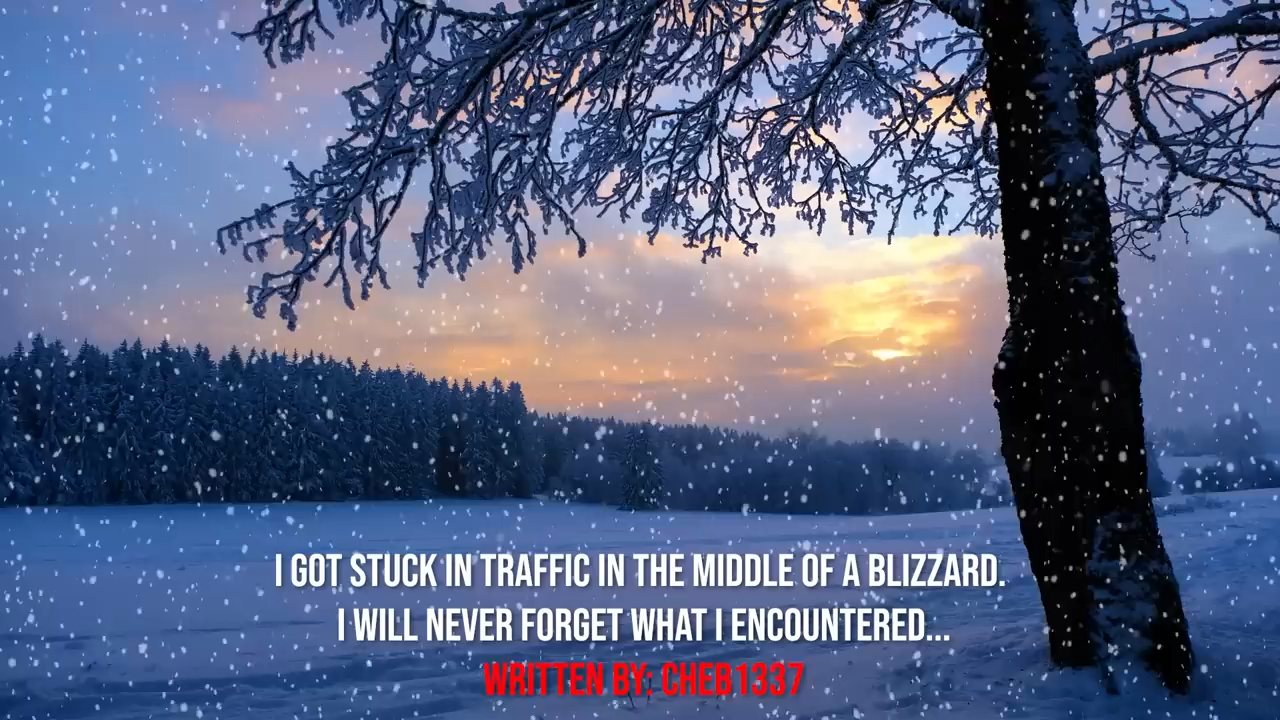 I GOT STUCK IN TRAFFIC IN THE MIDDLE OF A BLIZZARD.
I WILL NEVER FORGET WHAT I ENCOUNTERED...
WRITTEN BY: CHEB1337